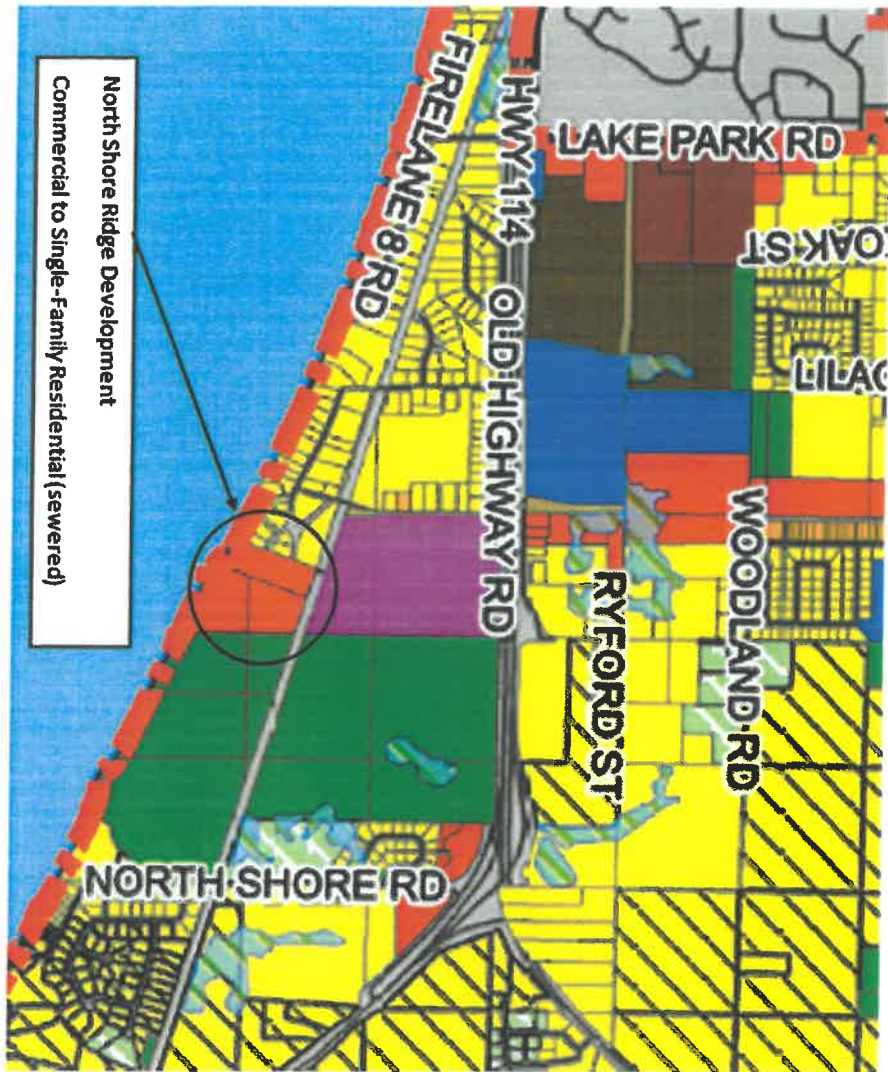 LAKE PARK RD
OAK ST
LILAC
HWY 114
OLD HIGHWAY RD
FIRELANE 8 RD
WOODLAND RD
RYFORD ST
NORTH SHORE RD
North Shore Ridge Development
Commercial to Single-Family Residential (sewered)